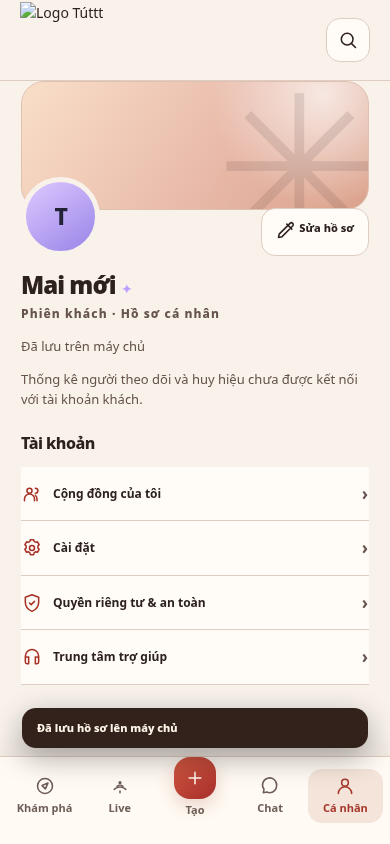 Logo Túttt
T
Sửa hồ sơ
Mai mới
Phiên khách · Hồ sơ cá nhân
Đã lưu trên máy chủ
Thống kê người theo dõi và huy hiệu chưa được kết nối
với tài khoản khách.
Tài khoản
Cộng đồng của tôi
Cài đặt
Quyền riêng tư & an toàn
Trung tâm trợ giúp
Đã lưu hồ sơ lên máy chủ
Khám phá
Live
Tạo
Chat
Cá nhân